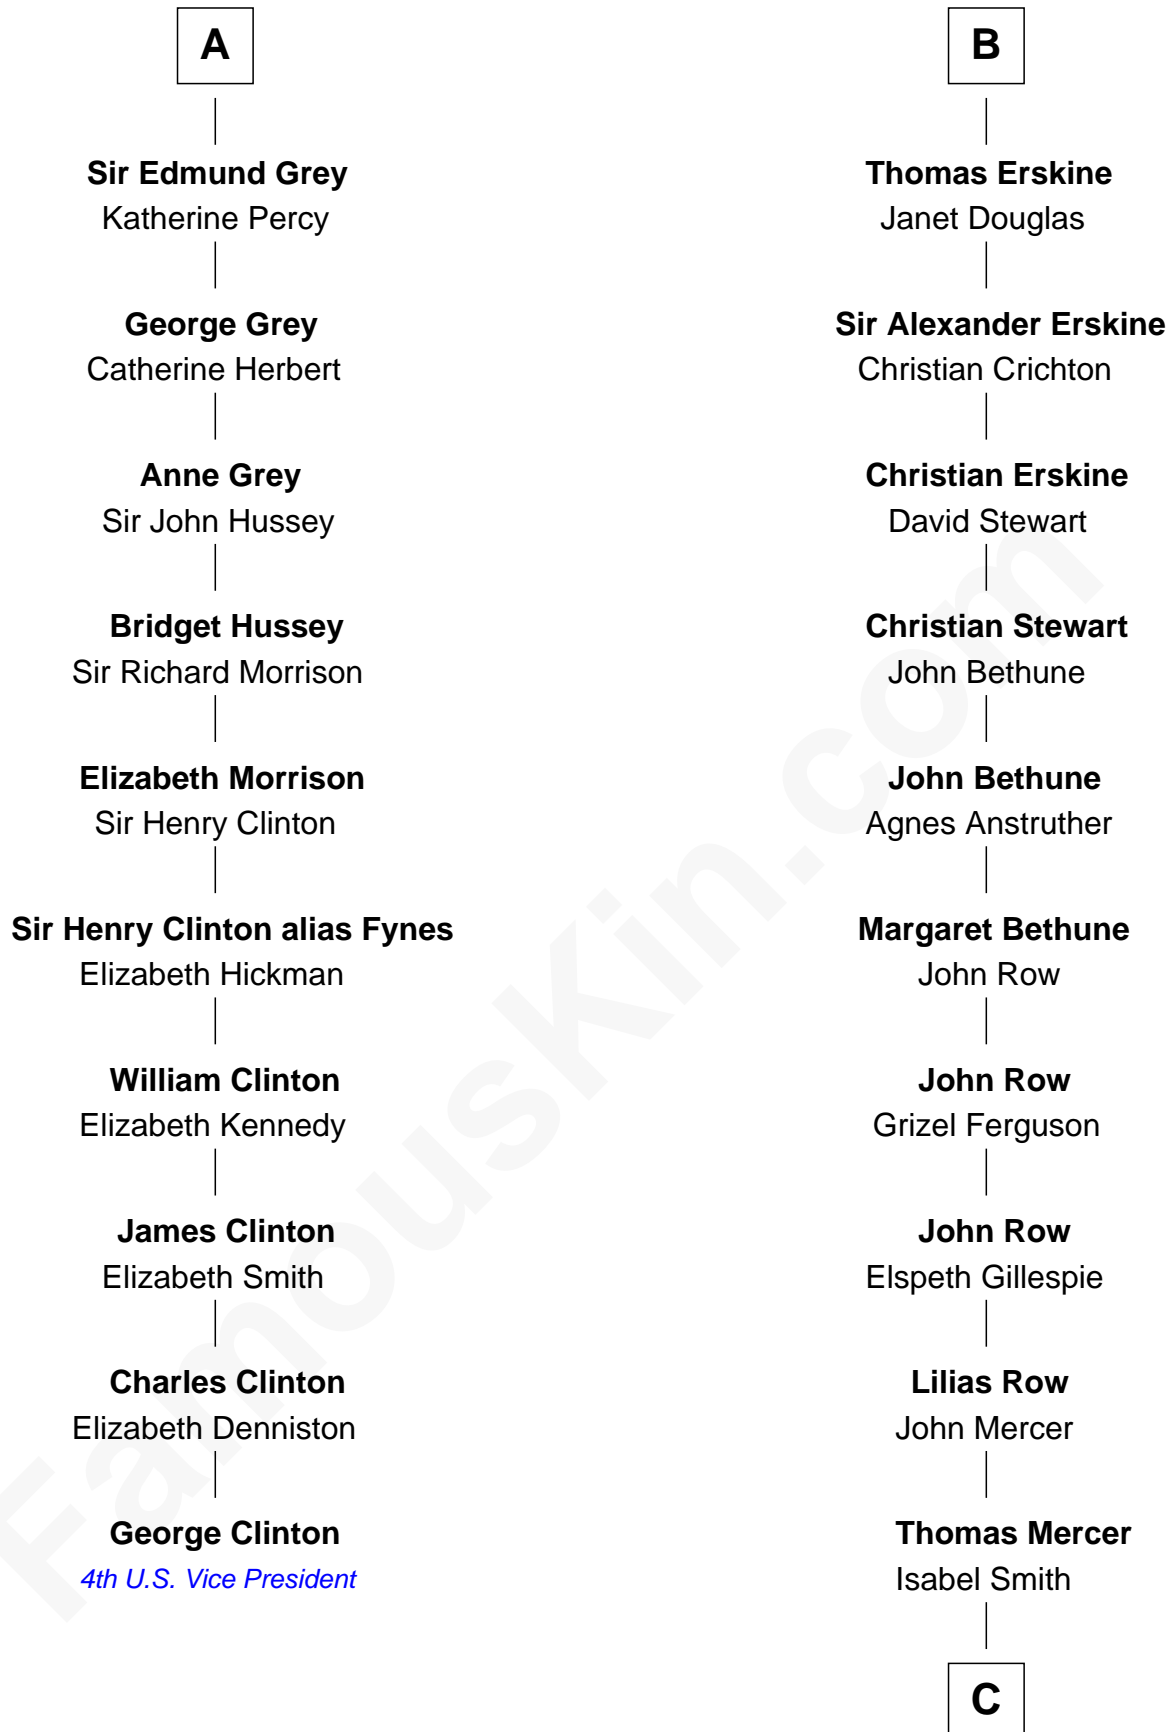 A
Sir Edmund Grey
Katherine Percy
George Grey
Catherine Herbert
Anne Grey
Sir John Hussey
Bridget Hussey
Sir Richard Morrison
Elizabeth Morrison
Sir Henry Clinton
Sir Henry Clinton alias Fynes
Elizabeth Hickman
William Clinton
Elizabeth Kennedy
James Clinton
Elizabeth Smith
Charles Clinton
Elizabeth Denniston
George Clinton
4th U.S. Vice President
B
Thomas Erskine
Janet Douglas
Sir Alexander Erskine
Christian Crichton
Christian Erskine
David Stewart
Christian Stewart
John Bethune
John Bethune
Agnes Anstruther
Margaret Bethune
John Row
John Row
Grizel Ferguson
John Row
Elspeth Gillespie
Lilias Row
John Mercer
Thomas Mercer
Isabel Smith
C
FamousKin.com